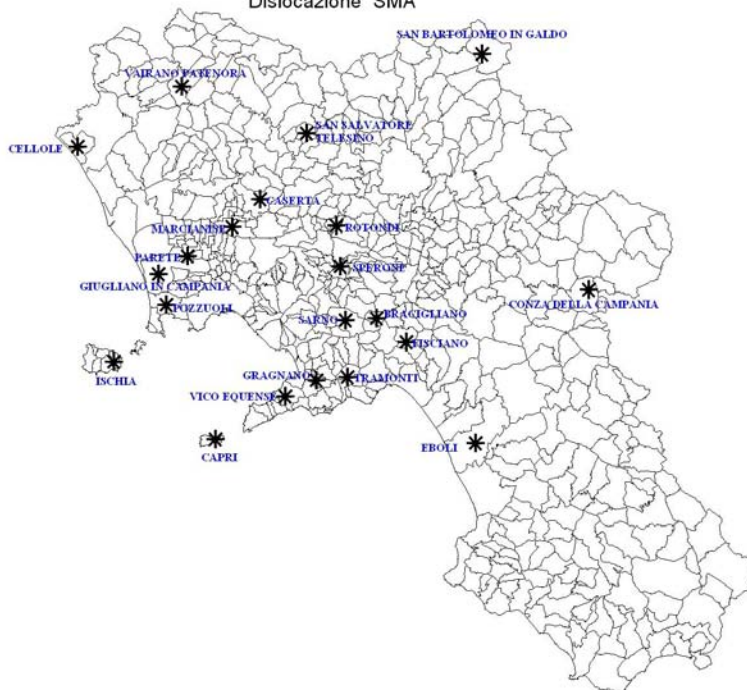 Dislocazione SMA
SAN BARTOLOMEO IN GALDO
VAIRANO PATENORA
SAN SALVATORE
TELESINO
CELLOLE
CASERTA
MARCIANISE
ROTONDI
PARETE
SPERONE
GIUGLIANO IN CAMPANIA
CONZA DELLA CAMPANIA
POZZUOLI
BRACIGLIANO
SARNO
FISCIANO
ISCHIA
GRAGNANO
TRAMONTI
VICO EQUENSE
EBOLI
CAPRI